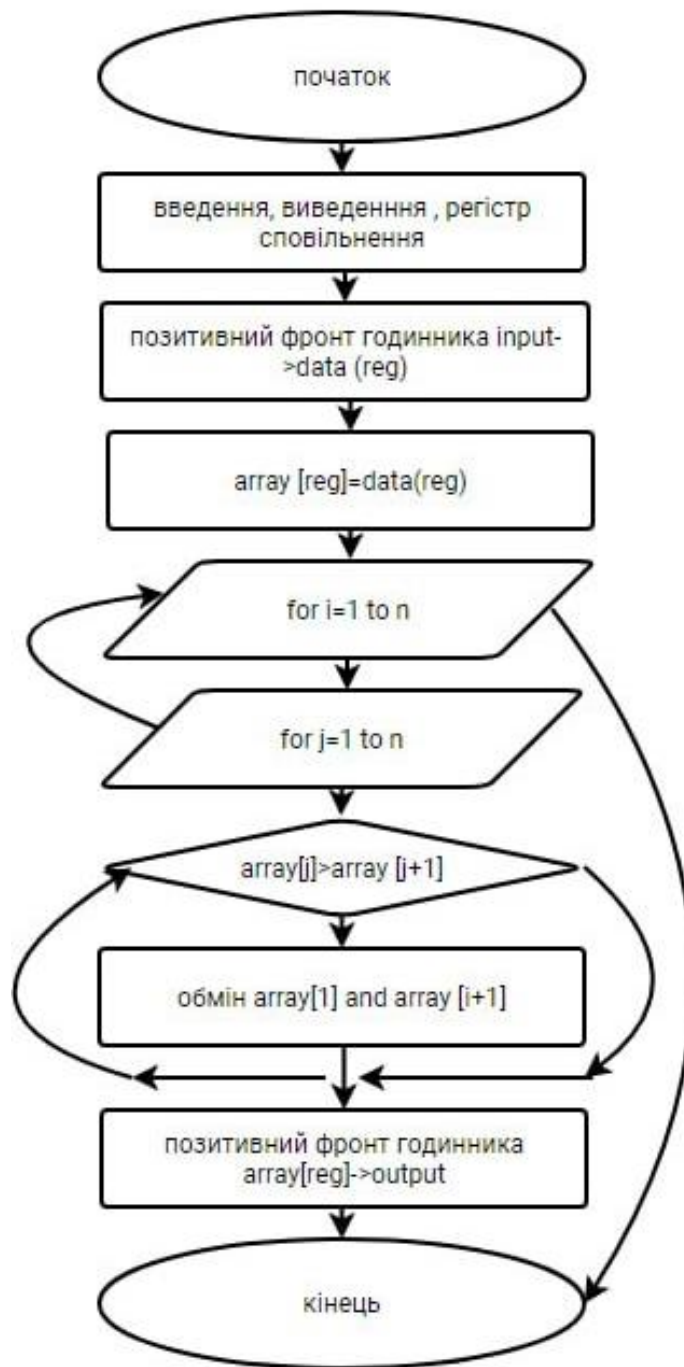 початок
введення, виведенння , регістр
сповільнення
позитивний фронт годинника input-
>data (reg)
array [reg]=data(reg)
for i=1 to n
for j=1 to n
array[j]>array [j+1]
обмін array[1] and array [i+1]
позитивний фронт годинника
array[reg]->output
кінець